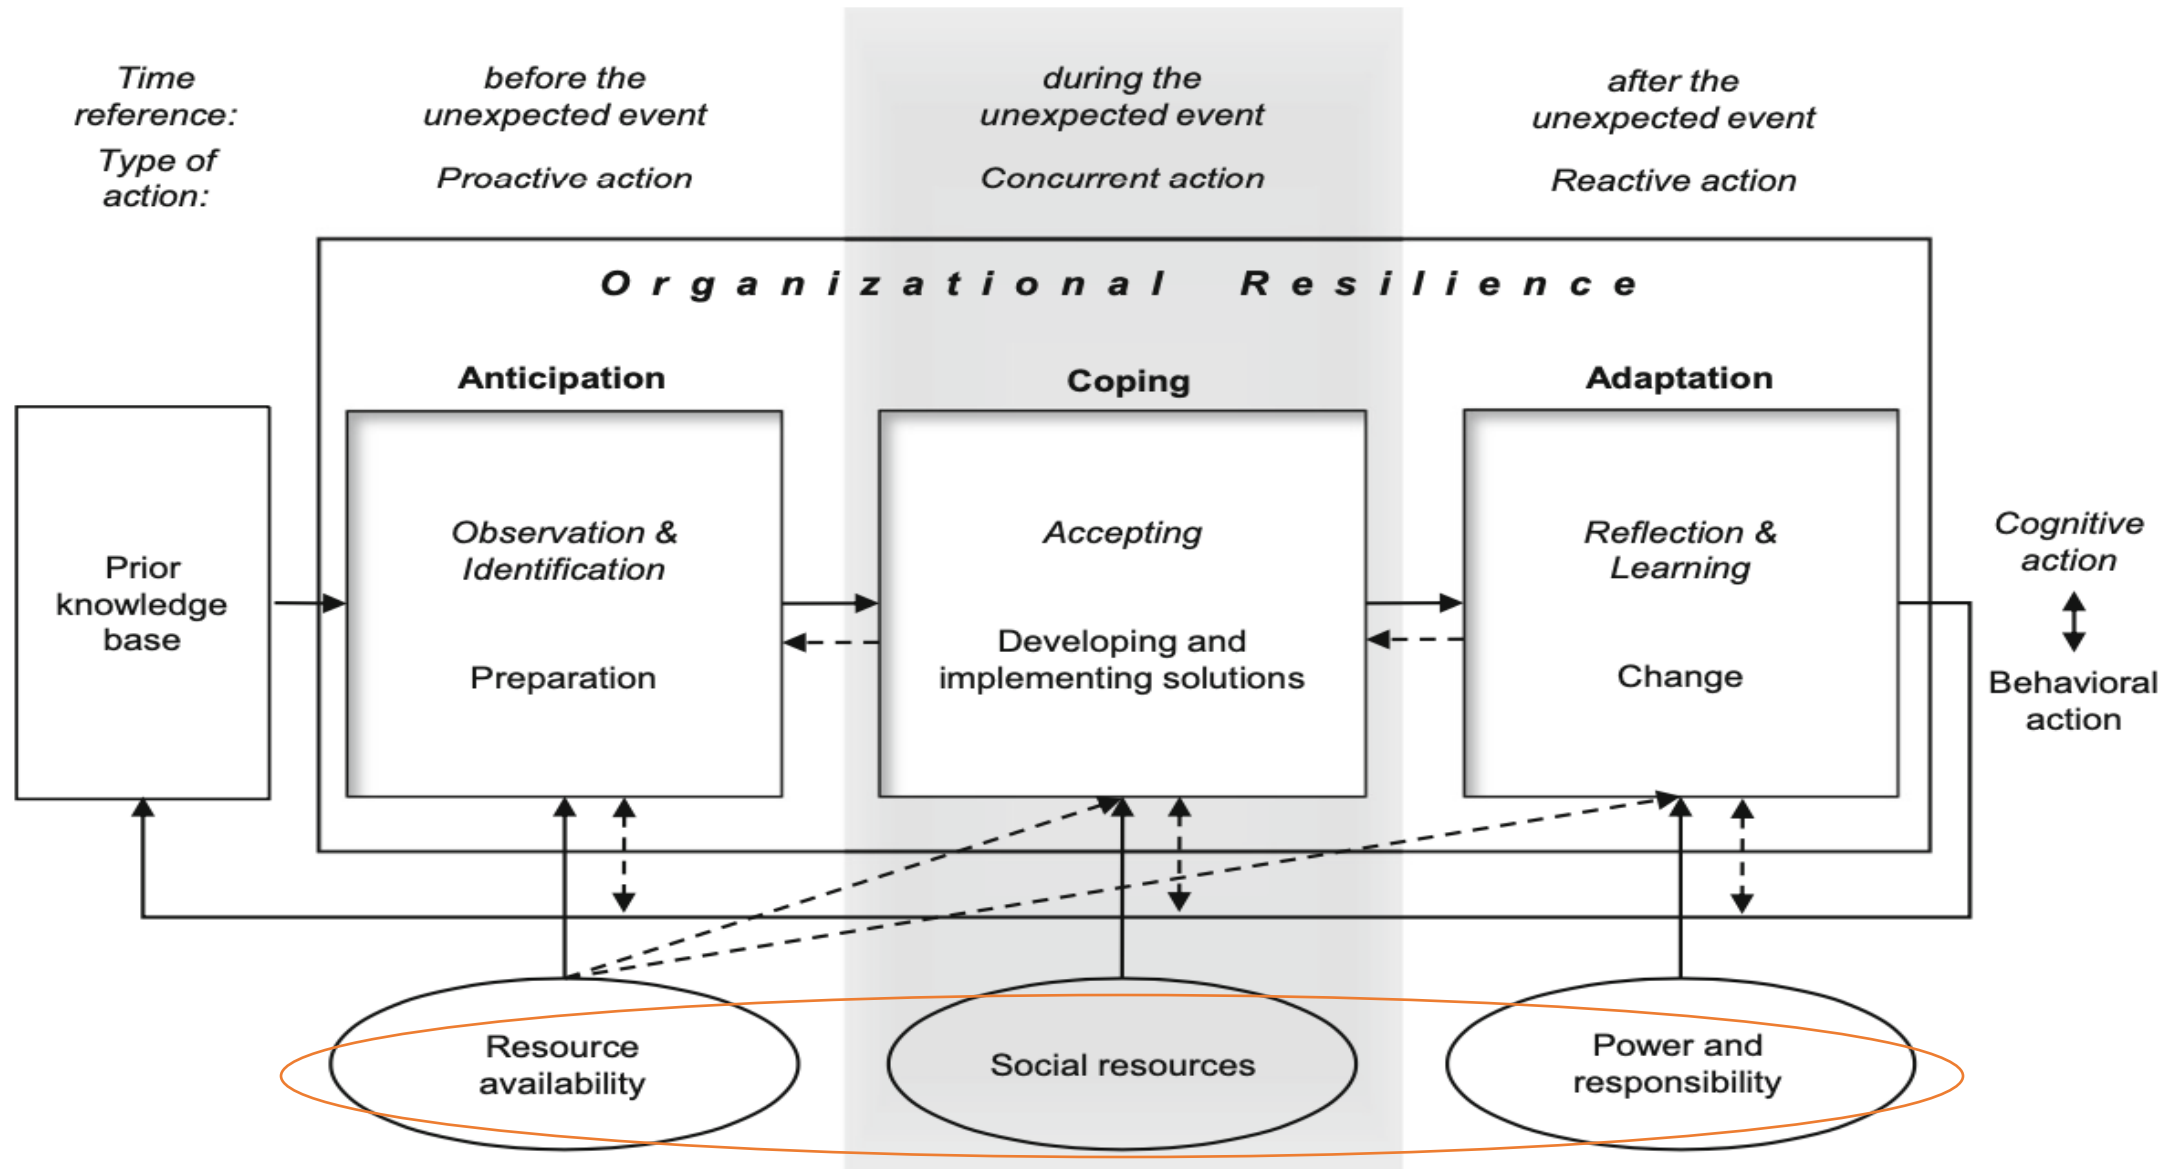 Time
reference:
before the
unexpected event
during the
unexpected event
after the
unexpected event
Type of
action:
Proactive action
Concurrent action
Reactive action
Organizational Resilience
Anticipation
Coping
Adaptation
Prior
knowledge
base
Observation &
Identification
Preparation
Accepting
Developing and
implementing solutions
Reflection &
Learning
Change
Cognitive
action
Behavioral
action
Resource
availability
Social resources
Power and
responsibility